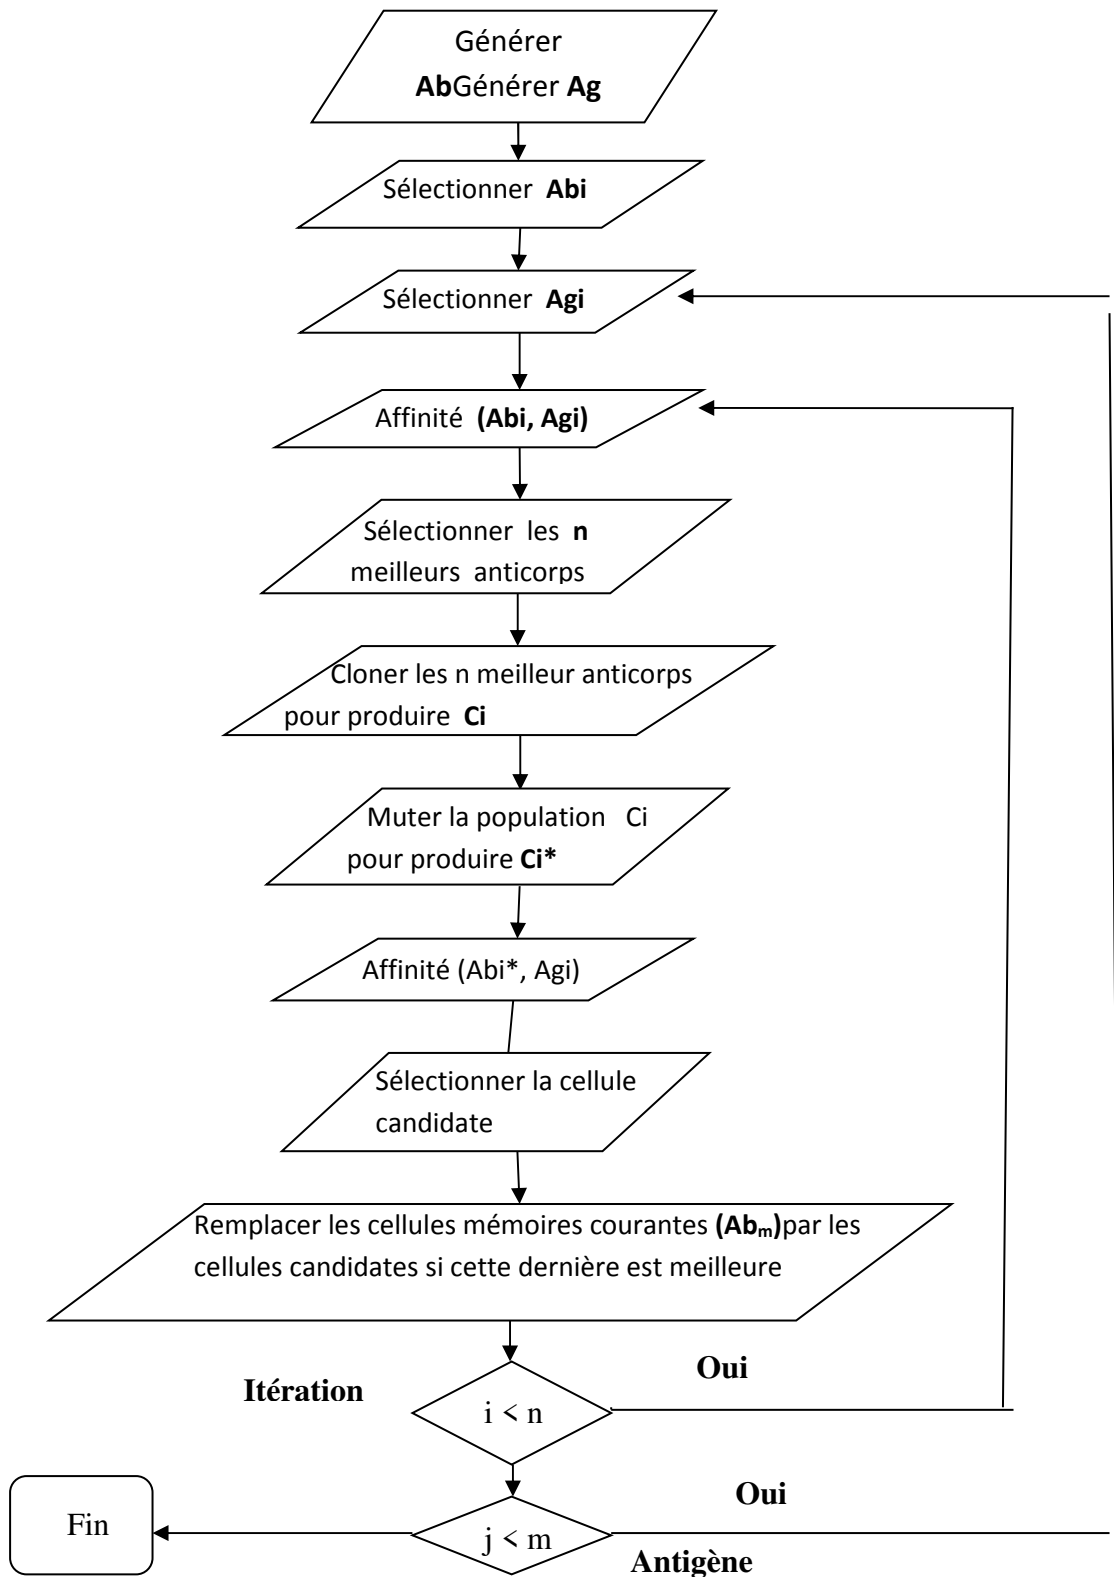 Générer
AbGénérer Ag
Sélectionner Abi
Sélectionner Agi
Affinité (Abi, Agi)
Sélectionner les n
meilleurs anticorps
Cloner les n meilleur anticorps
pour produire Ci
Muter la population Ci
pour produire Ci*
Affinité (Abi*, Agi)
Sélectionner la cellule
candidate
Remplacer les cellules mémoires courantes (Abm)par les
cellules candidates si cette dernière est meilleure
Oui
Itération
i < n
Oui
Fin
j < m
Antigène